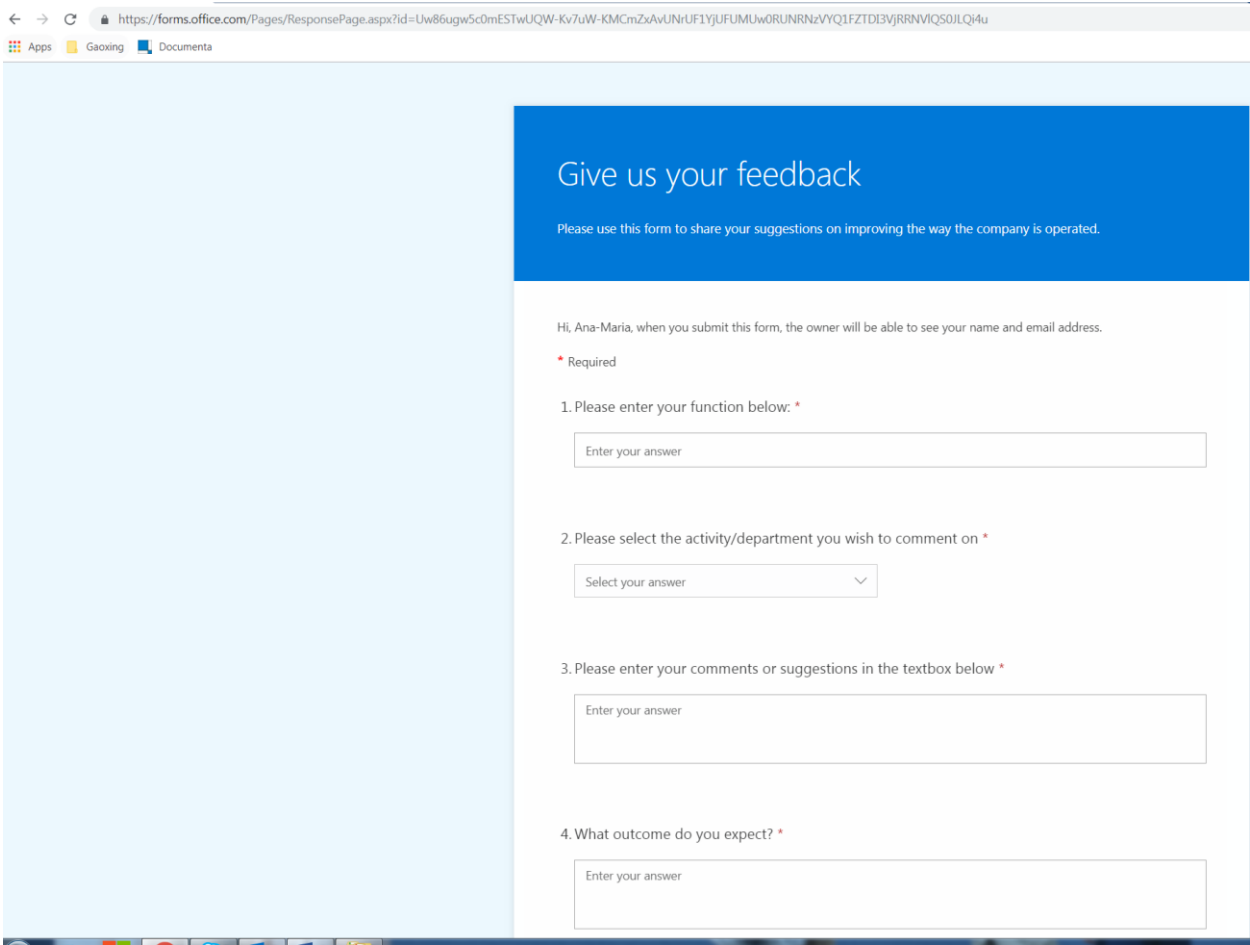 https://forms.office.com/Pages/ResponsePage.aspx?id=Uw86ugw5c0mESTwUQW-Kv7uW-KMCmZxAvUNrUF1YjUFUMUw0RUNRNzVYQ1FZTDI3VjRRNVlQS0JLQi4u
Apps Gaoxing Documenta
Give us your feedback
Please use this form to share your suggestions on improving the way the company is operated.
Hi, Ana-Maria, when you submit this form, the owner will be able to see your name and email address.
* Required
1. Please enter your function below: *
Enter your answer
2. Please select the activity/department you wish to comment on *
Select your answer
3. Please enter your comments or suggestions in the textbox below *
Enter your answer
4. What outcome do you expect? *
Enter your answer